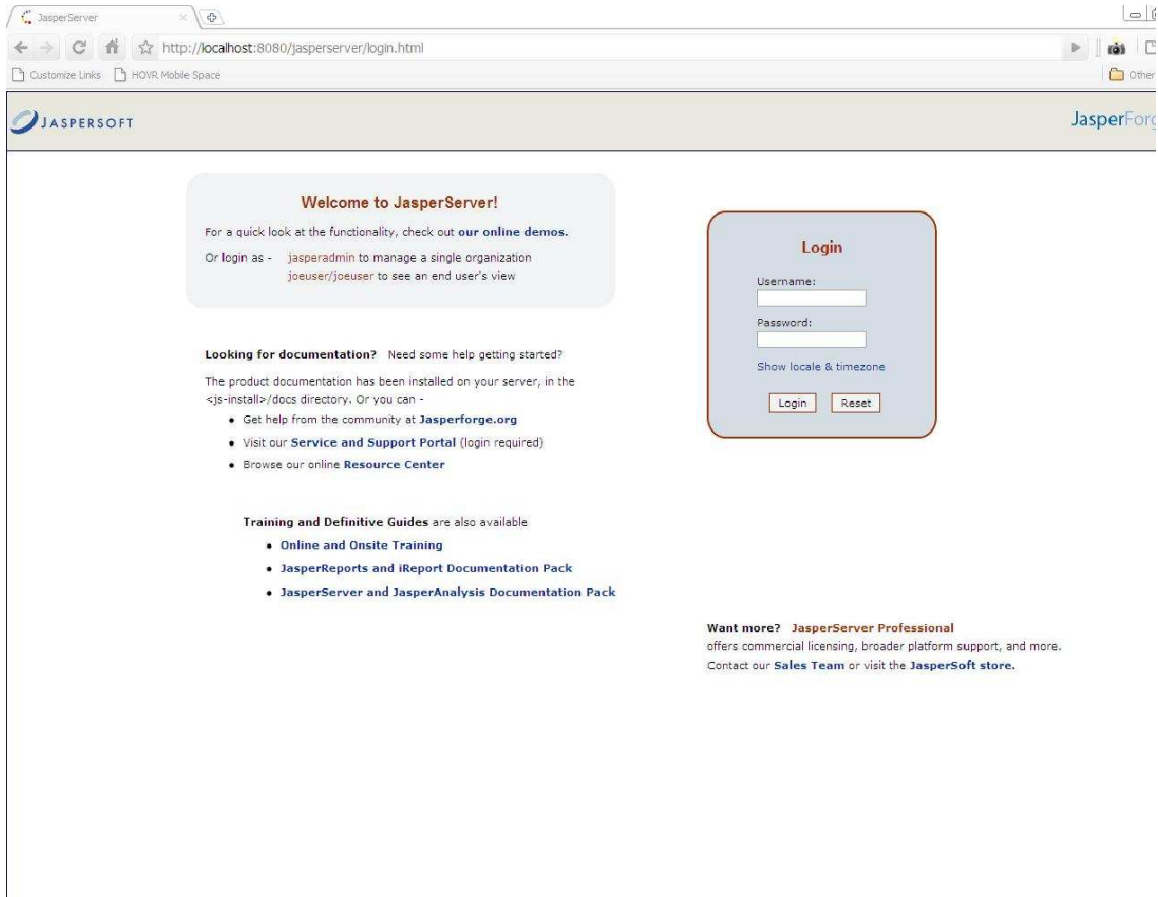 JasperServer
http://localhost:8080/jasperserver/login.html
Customize Links HOVR Mobile Space
Other
JASPERSOFT
JasperForg
Welcome to JasperServer!
For a quick look at the functionality, check out our online demos.
Or login as - jasperadmin to manage a single organization
joeuser/joeuser to see an end user's view
Login
Username:
Password:
Show locale & timezone
Login Reset
Looking for documentation? Need some help getting started?
The product documentation has been installed on your server, in the
<js-install>/docs directory. Or you can -
• Get help from the community at Jasperforge.org
• Visit our Service and Support Portal (login required)
• Browse our online Resource Center
Training and Definitive Guides are also available
• Online and Onsite Training
• JasperReports and iReport Documentation Pack
• JasperServer and JasperAnalysis Documentation Pack
Want more? JasperServer Professional
offers commercial licensing, broader platform support, and more.
Contact our Sales Team or visit the JasperSoft store.